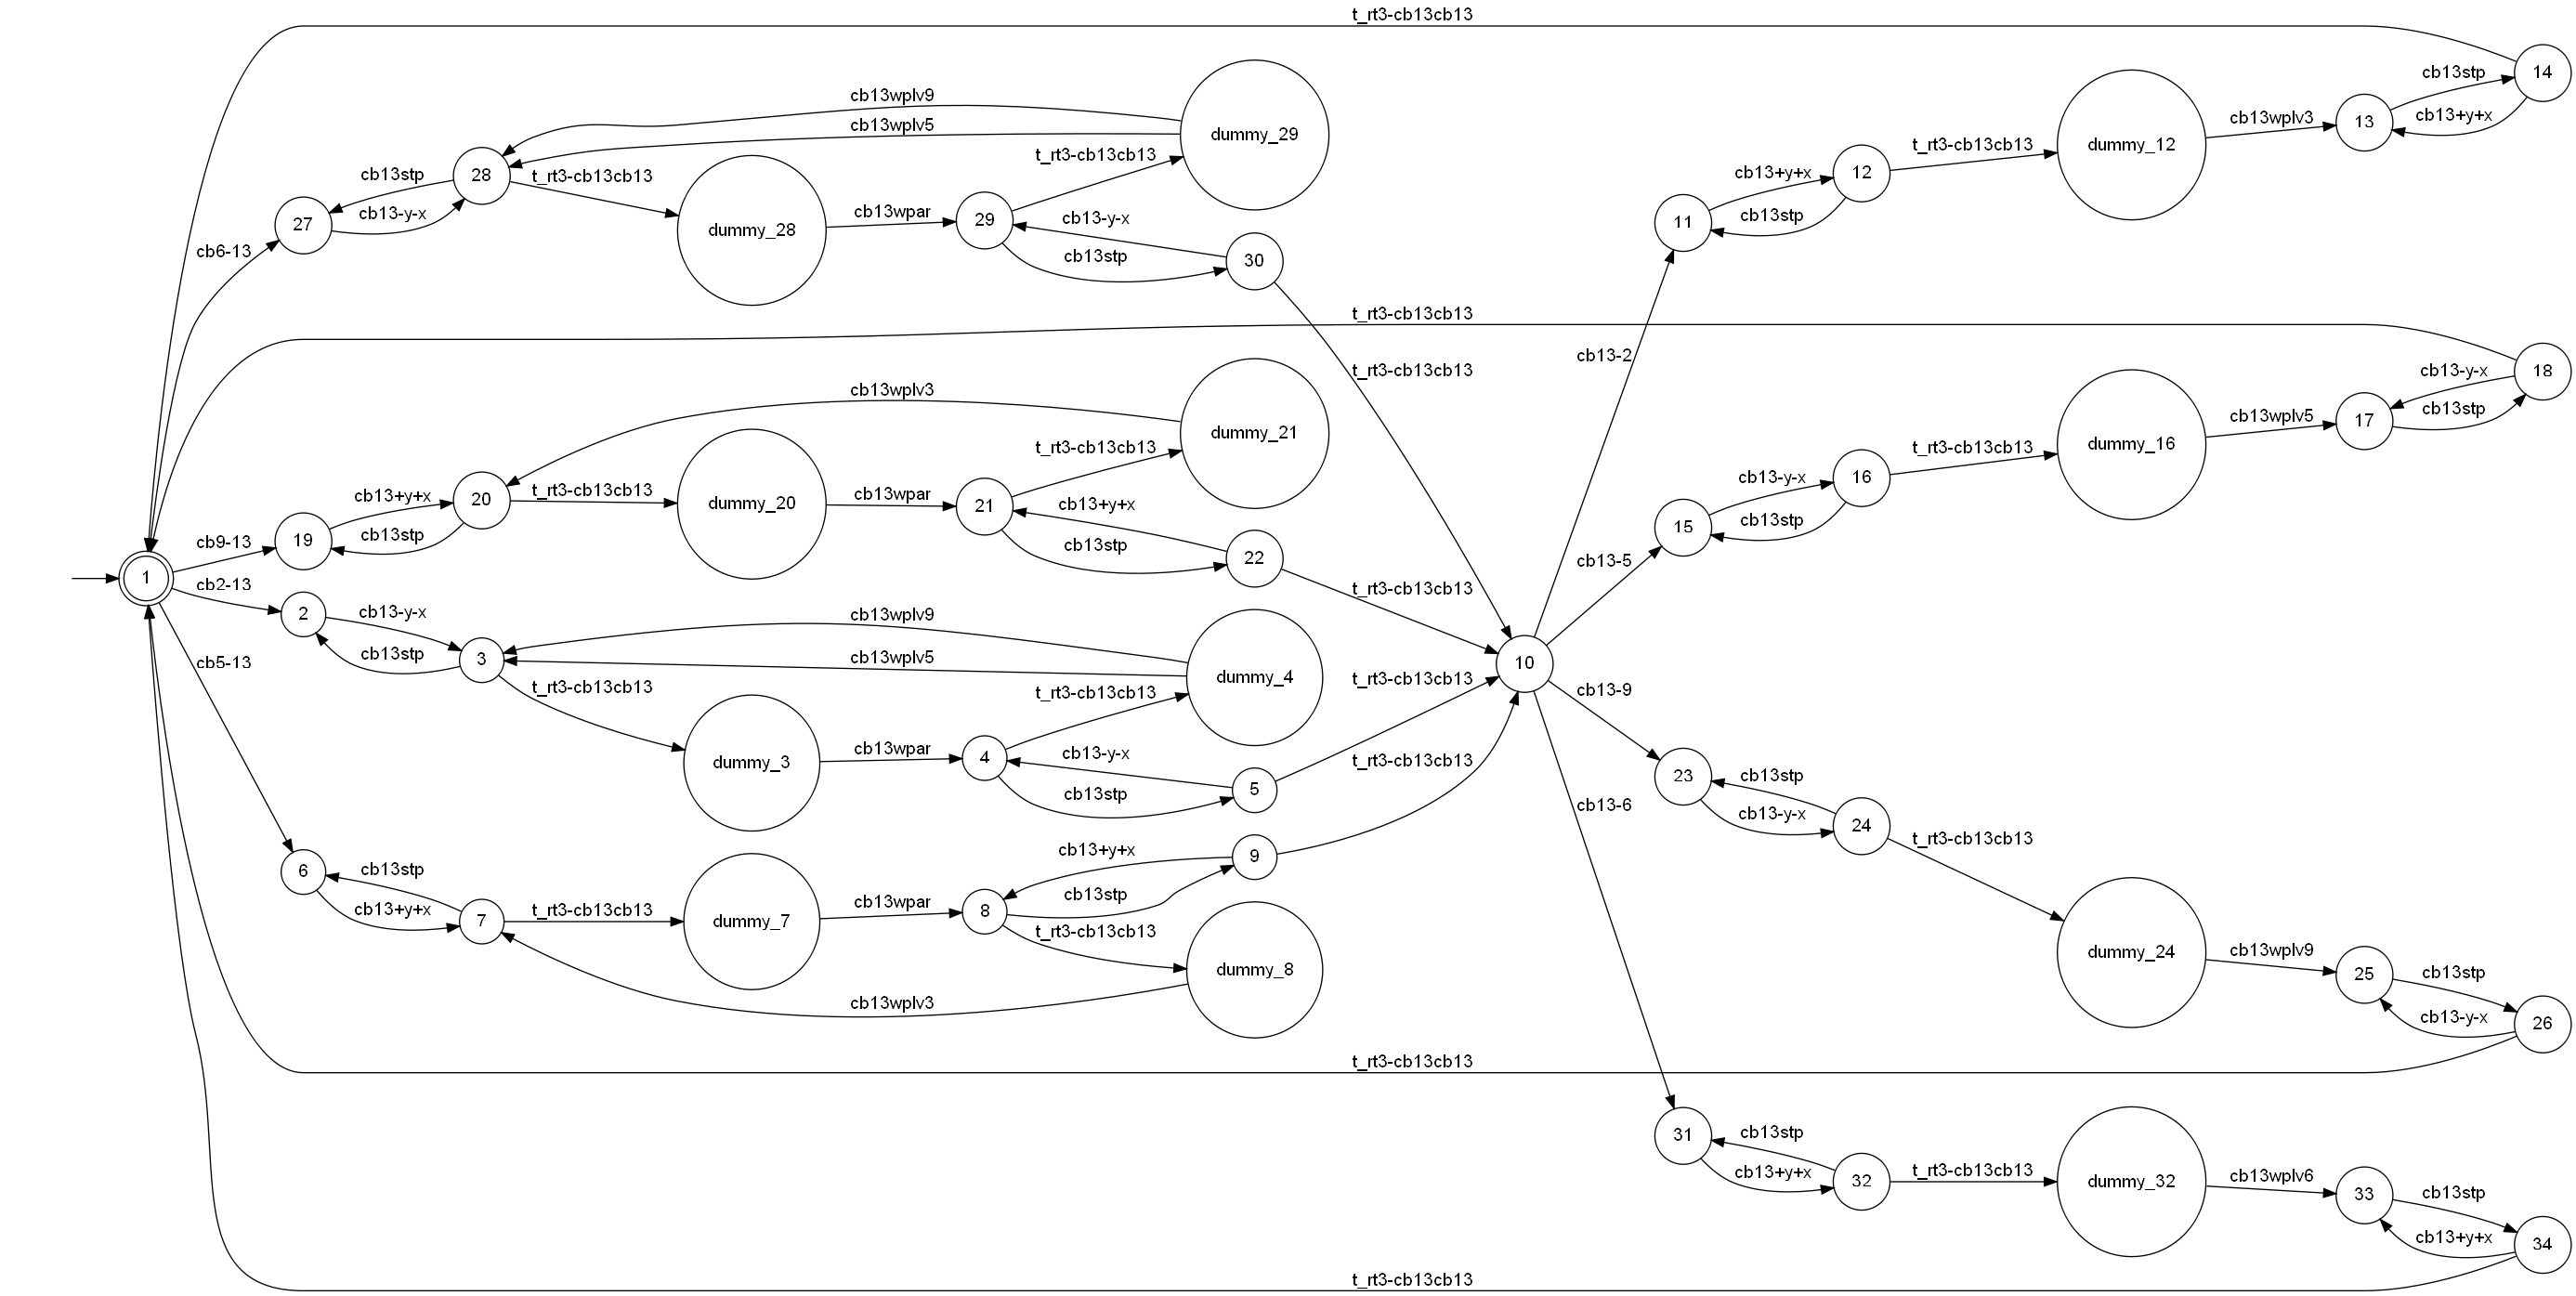 t_rt3-cb13cb13
14
cb13stp
cb13+y+x
13
cb13wplv3
dummy_12
t_rt3-cb13cb13
12
cb13+y+x
cb13stp
11
cb13wplv9
cb13wplv5
dummy_29
t_rt3-cb13cb13
cb13stp
28
t_rt3-cb13cb13
cb13-y-x
27
dummy_28
cb13wpar
29
cb13-y-x
cb13stp
30
cb6-13
t_rt3-cb13cb13
cb13-2
t_rt3-cb13cb13
18
cb13-y-x
cb13stp
17
cb13wplv5
dummy_16
t_rt3-cb13cb13
16
cb13-y-x
cb13stp
15
cb13-5
cb13wplv3
dummy_21
t_rt3-cb13cb13
cb13+y+x
20
t_rt3-cb13cb13
dummy_20
cb13wpar
21
cb13+y+x
cb13stp
22
t_rt3-cb13cb13
cb9-13
19
cb13stp
1
cb2-13
2
cb13-y-x
cb13stp
3
cb13wplv9
cb13wplv5
dummy_4
t_rt3-cb13cb13
t_rt3-cb13cb13
dummy_3
cb13wpar
4
cb13-y-x
cb13stp
5
t_rt3-cb13cb13
10
cb5-13
t_rt3-cb13cb13
cb13-9
23
cb13stp
cb13-y-x
24
t_rt3-cb13cb13
cb13-6
6
cb13stp
cb13+y+x
7
t_rt3-cb13cb13
dummy_7
cb13wpar
8
cb13+y+x
cb13stp
9
t_rt3-cb13cb13
dummy_8
cb13wplv3
dummy_24
cb13wplv9
25
cb13stp
cb13-y-x
26
t_rt3-cb13cb13
31
cb13stp
cb13+y+x
32
t_rt3-cb13cb13
dummy_32
cb13wplv6
33
cb13stp
cb13+y+x
34
t_rt3-cb13cb13